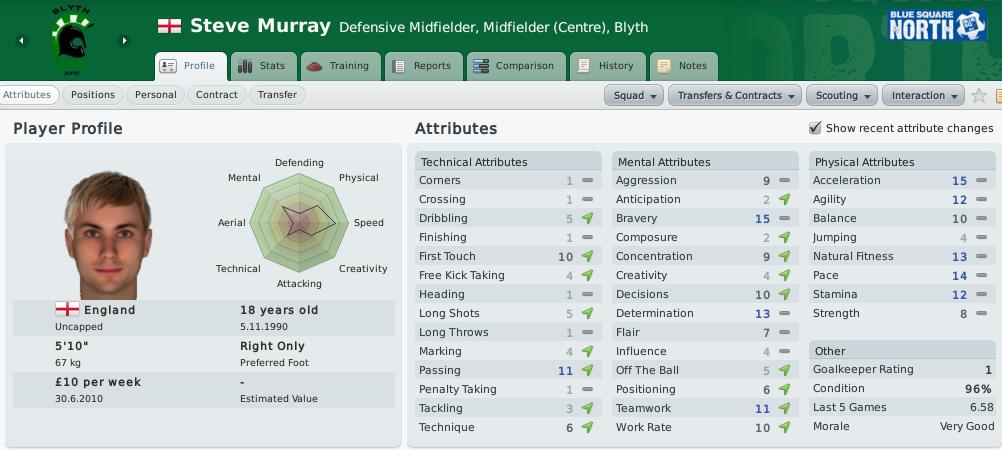 BLYTH
AFC
Steve Murray Defensive Midfielder, Midfielder (Centre), Blyth
BLUE SQUARE
NORTH
Profile Stats Training Reports Comparison History Notes
Attributes Positions Personal Contract Transfer Squad Transfers & Contracts Scouting Interaction
Player Profile
Defending
Mental Physical
Aerial Speed
Technical Creativity
Attacking
England 18 years old
Uncapped 5.11.1990
5'10" Right Only
67 kg Preferred Foot
£10 per week -
30.6.2010 Estimated Value
Attributes Show recent attribute changes
Technical Attributes
Corners 1
Crossing 1
Dribbling 5
Finishing 1
First Touch 10
Free Kick Taking 4
Heading 1
Long Shots 5
Long Throws 1
Marking 4
Passing 11
Penalty Taking 1
Tackling 3
Technique 6
Mental Attributes
Aggression 9
Anticipation 2
Bravery 15
Composure 2
Concentration 9
Creativity 4
Decisions 10
Determination 13
Flair 7
Influence 4
Off The Ball 5
Positioning 6
Teamwork 11
Work Rate 10
Physical Attributes
Acceleration 15
Agility 12
Balance 10
Jumping 4
Natural Fitness 13
Pace 14
Stamina 12
Strength 8
Other
Goalkeeper Rating 1
Condition 96%
Last 5 Games 6.58
Morale Very Good